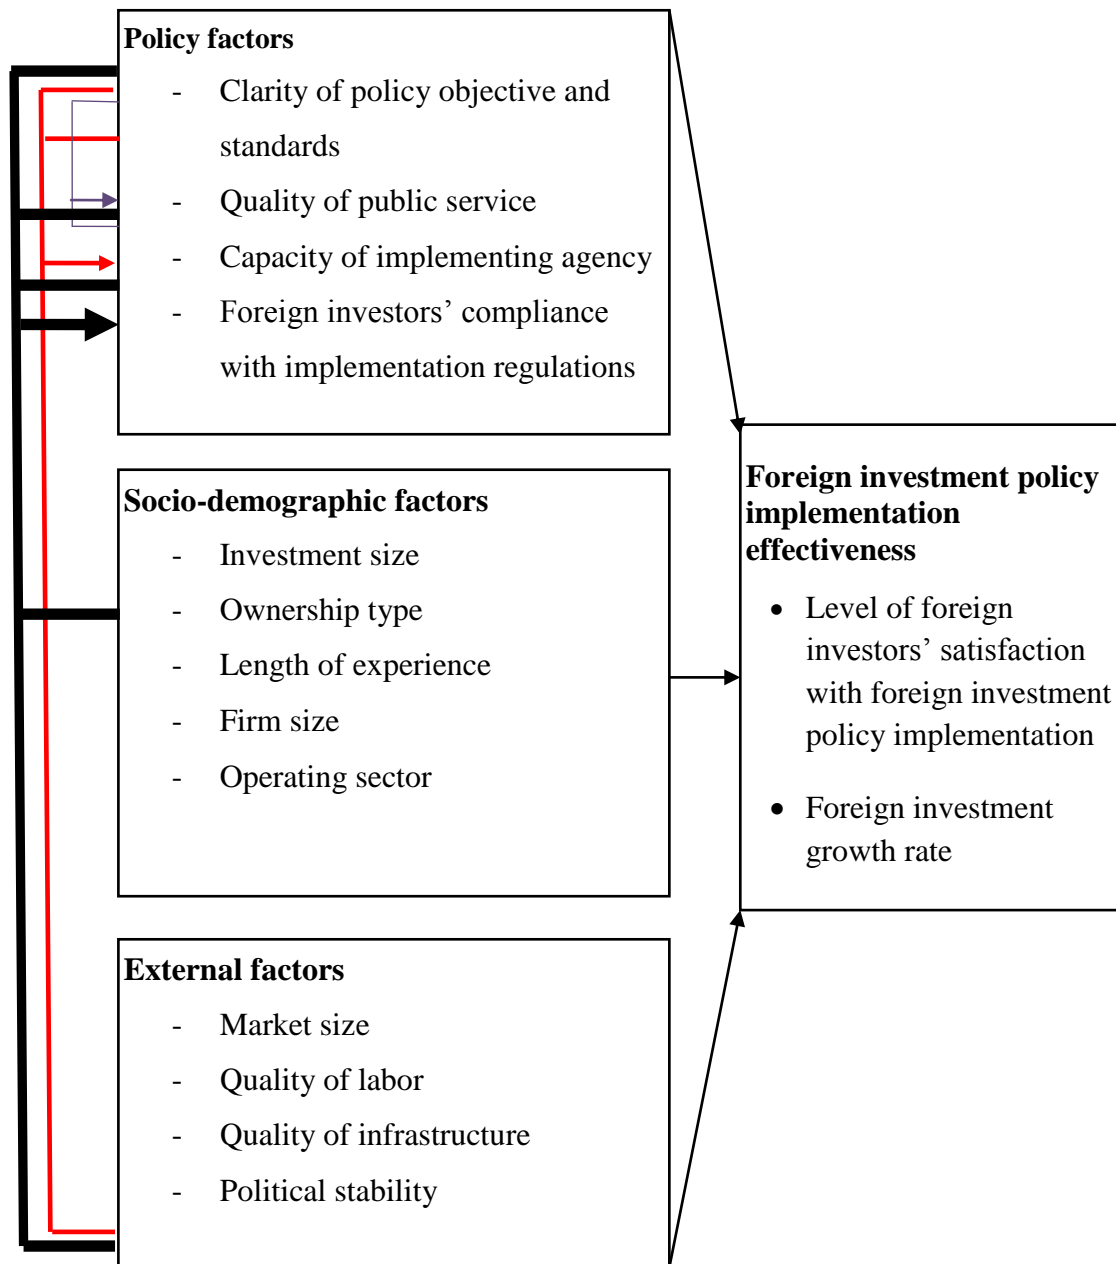 Policy factors
- Clarity of policy objective and
standards
- Quality of public service
- Capacity of implementing agency
- Foreign investors’ compliance
with implementation regulations
Socio-demographic factors
- Investment size
- Ownership type
- Length of experience
- Firm size
- Operating sector
External factors
- Market size
- Quality of labor
- Quality of infrastructure
- Political stability
Foreign investment policy
implementation
effectiveness
• Level of foreign
investors’ satisfaction
with foreign investment
policy implementation
• Foreign investment
growth rate